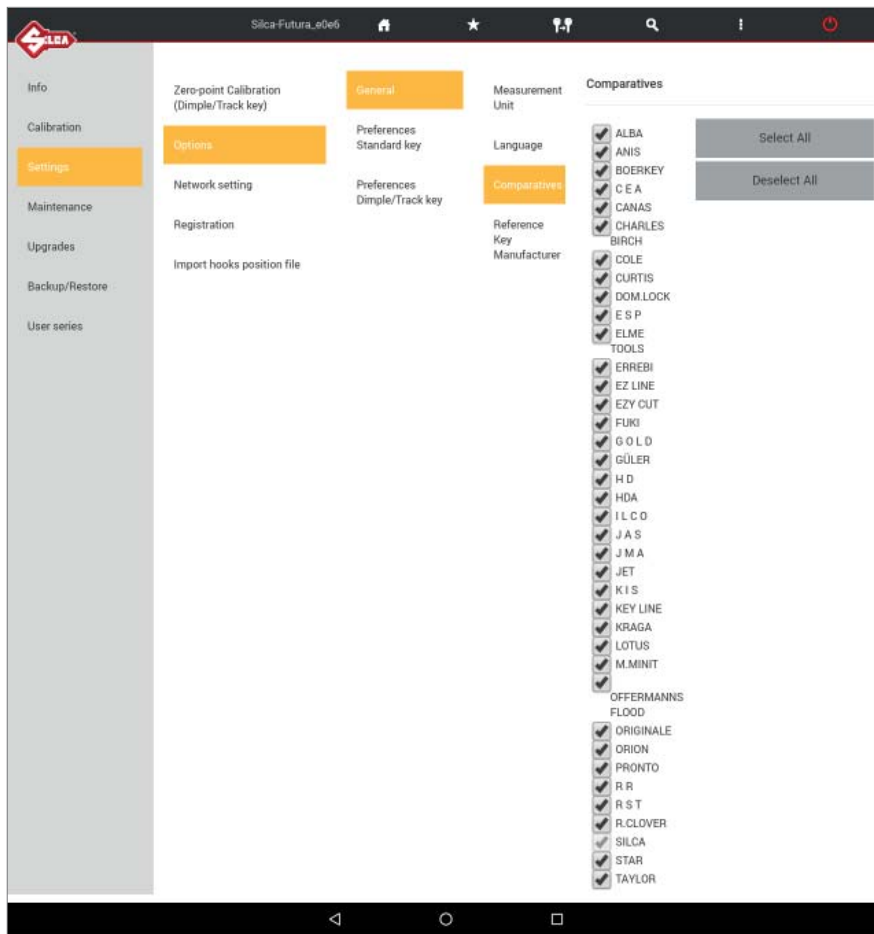 Silca-Futura_e0e6
SILCA
Info
Calibration
Settings
Maintenance
Upgrades
Backup/Restore
User series
Zero-point Calibration
(Dimple/Track key)
Options
Network setting
Registration
Import hooks position file
General
Preferences
Standard key
Preferences
Dimple/Track key
Measurement
Unit
Language
Comparatives
Reference
Key
Manufacturer
Comparatives
ALBA
ANIS
BOERKEY
C E A
CANAS
CHARLES
BIRCH
COLE
CURTIS
DOM.LOCK
E S P
ELME
TOOLS
ERREBI
EZ LINE
EZY CUT
FUKI
G O L D
GÜLER
H D
HDA
I L C O
J A S
J M A
JET
K I S
KEY LINE
KRAGA
LOTUS
M.MINIT
OFFERMANNS
FLOOD
ORIGINALE
ORION
PRONTO
R R
R S T
R.CLOVER
SILCA
STAR
TAYLOR
Select All
Deselect All